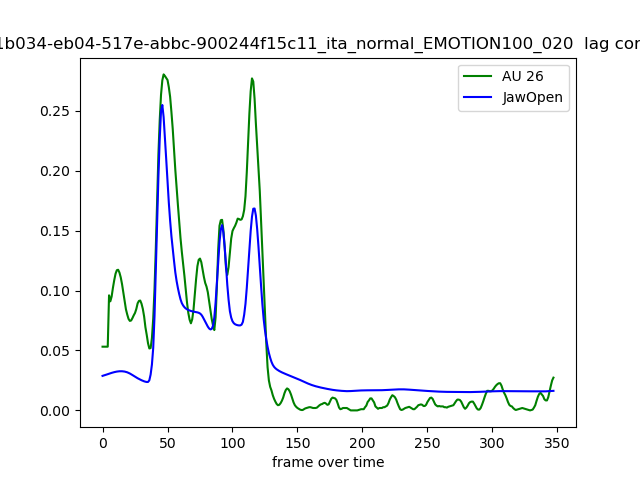 1b034-eb04-517e-abbc-900244f15c11_ita_normal_EMOTION100_020 lag cor
AU 26
JawOpen
0.25
0.20
0.15
0.10
0.05
0.00
0 50 100 150 200 250 300 350
frame over time